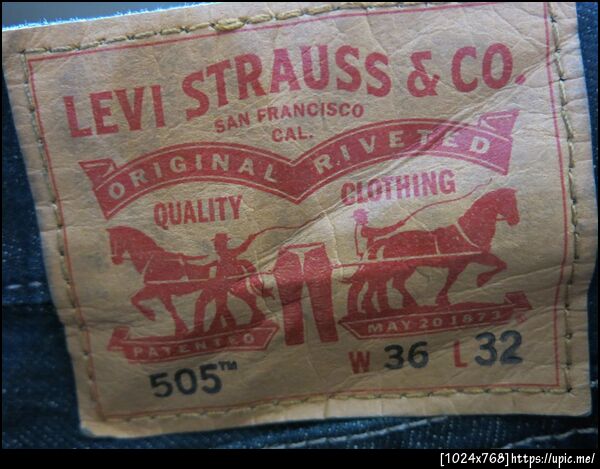 LEVI STRAUSS & CO.
SAN FRANCISCO
CAL.
ORIGINAL RIVETED
QUALITY CLOTHING
PATENTED MAY 20 1873
505™ W 36 L 32
[1024x768]https://upic.me/